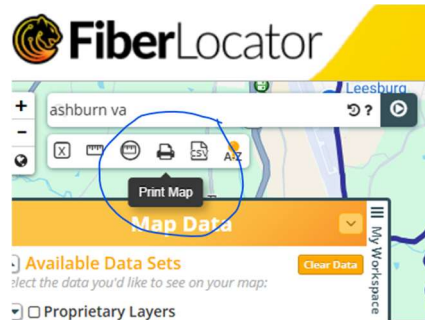 FiberLocator
Leesburg
+
ashburn va
?
-
X
CSV
A-Z
Print Map
Map Data
My Workspace
Available Data Sets
Clear Data
elect the data you'd like to see on your map:
Proprietary Layers